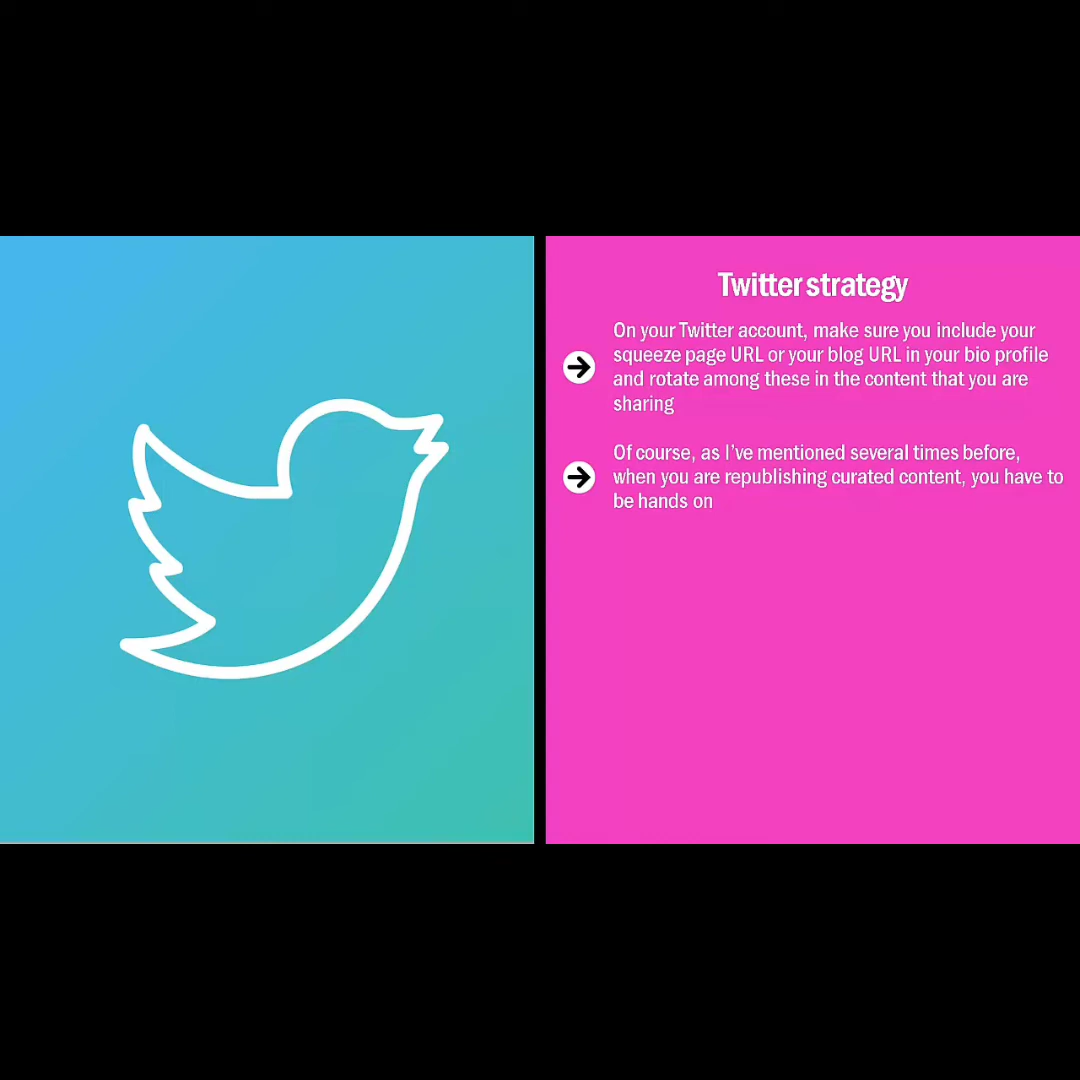 Twitter strategy
On your Twitter account, make sure you include your
squeeze page URL or your blog URL in your bio profile
and rotate among these in the content that you are
sharing
Of course, as I've mentioned several times before,
when you are republishing curated content, you have to
be hands on